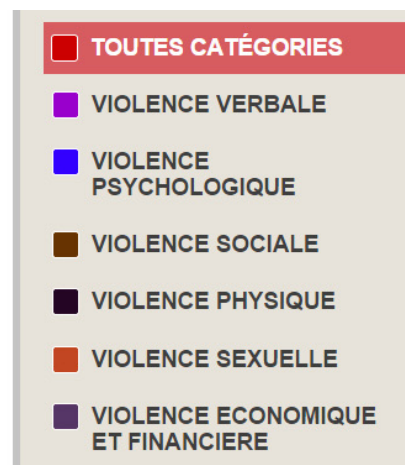 TOUTES CATÉGORIES
VIOLENCE VERBALE
VIOLENCE
PSYCHOLOGIQUE
VIOLENCE SOCIALE
VIOLENCE PHYSIQUE
VIOLENCE SEXUELLE
VIOLENCE ECONOMIQUE
ET FINANCIERE